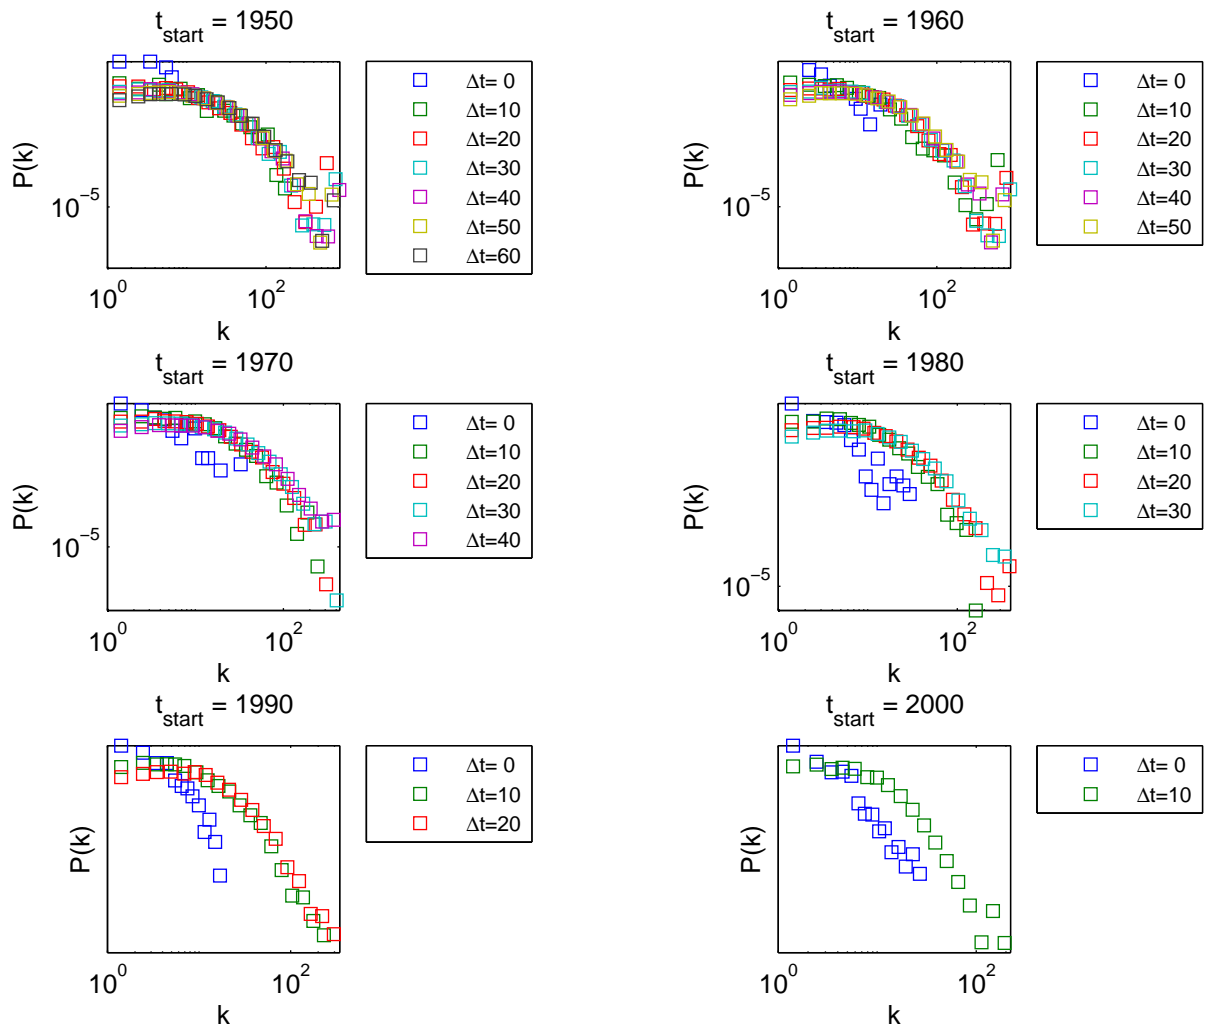 t_start = 1950
P(k)
10^-5
10^0
10^2
k
Δt= 0
Δt=10
Δt=20
Δt=30
Δt=40
Δt=50
Δt=60
t_start = 1960
P(k)
10^-5
10^0
10^2
k
Δt= 0
Δt=10
Δt=20
Δt=30
Δt=40
Δt=50
t_start = 1970
P(k)
10^-5
10^0
10^2
k
Δt= 0
Δt=10
Δt=20
Δt=30
Δt=40
t_start = 1980
P(k)
10^-5
10^0
10^2
k
Δt= 0
Δt=10
Δt=20
Δt=30
t_start = 1990
P(k)
10^0
10^2
k
Δt= 0
Δt=10
Δt=20
t_start = 2000
P(k)
10^0
10^2
k
Δt= 0
Δt=10